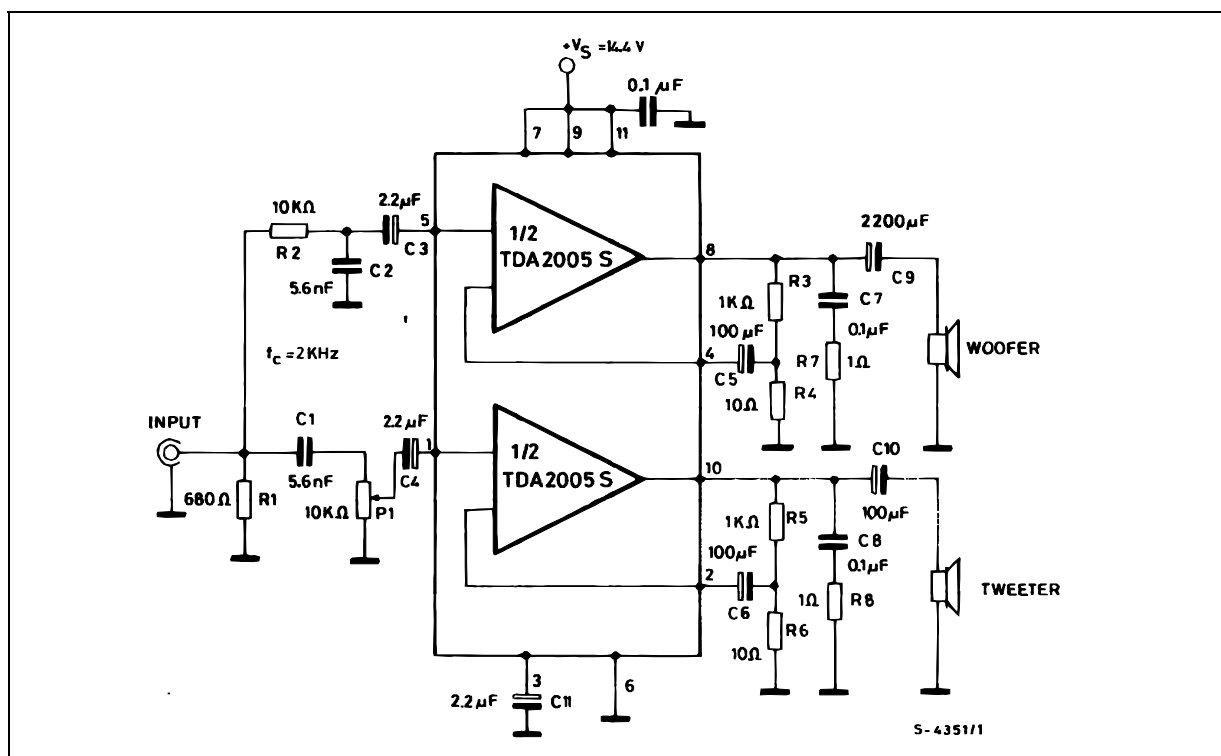 +VS = 14.4 V
0.1 µF
7
9
11
10KΩ
R2
2.2µF
5
C3
C2
5.6nF
1/2
TDA2005 S
8
2200µF
C9
R3
1KΩ
C7
0.1µF
100 µF
4
C5
R4
10Ω
R7
1Ω
WOOFER
fc = 2KHz
INPUT
C1
5.6nF
680Ω
R1
10KΩ
P1
2.2 µF
1
C4
1/2
TDA2005 S
10
C10
100µF
R5
1KΩ
C8
0.1µF
100µF
2
C6
R6
10Ω
1Ω
R8
TWEETER
3
2.2µF
C11
6
S-4351/1